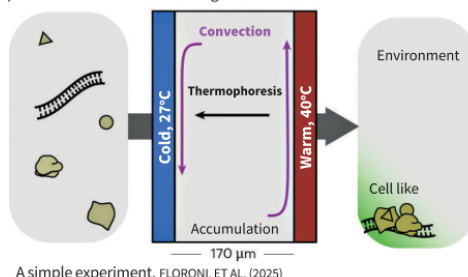 Convection
Environment
Thermophoresis
Cold, 27°C
Warm, 40°C
Cell like
Accumulation
170 µm
A simple experiment. FLORONI, ET AL. (2025)